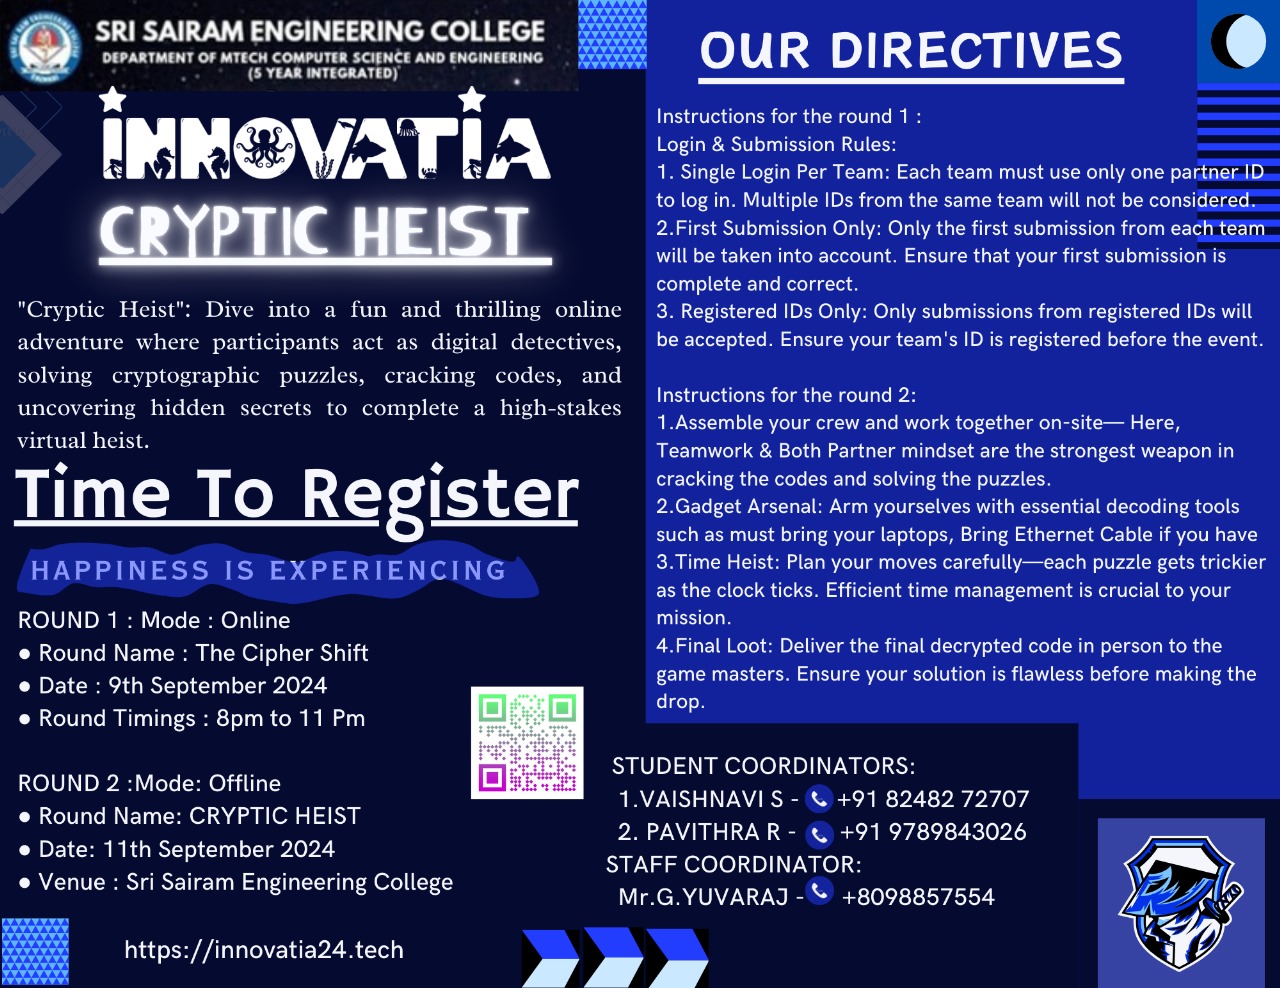 SRI SAIRAM ENGINEERING COLLEGE
DEPARTMENT OF MTECH COMPUTER SCIENCE AND ENGINEERING
(5 YEAR INTEGRATED)
INNOVATIA
CRYPTIC HEIST
"Cryptic Heist": Dive into a fun and thrilling online
adventure where participants act as digital detectives,
solving cryptographic puzzles, cracking codes, and
uncovering hidden secrets to complete a high-stakes
virtual heist.
Time To Register
HAPPINESS IS EXPERIENCING
ROUND 1 : Mode : Online
● Round Name : The Cipher Shift
● Date : 9th September 2024
● Round Timings : 8pm to 11 Pm
ROUND 2 :Mode: Offline
● Round Name: CRYPTIC HEIST
● Date: 11th September 2024
● Venue : Sri Sairam Engineering College
https://innovatia24.tech
OUR DIRECTIVES
Instructions for the round 1 :
Login & Submission Rules:
1. Single Login Per Team: Each team must use only one partner ID
to log in. Multiple IDs from the same team will not be considered.
2.First Submission Only: Only the first submission from each team
will be taken into account. Ensure that your first submission is
complete and correct.
3. Registered IDs Only: Only submissions from registered IDs will
be accepted. Ensure your team's ID is registered before the event.
Instructions for the round 2:
1.Assemble your crew and work together on-site— Here,
Teamwork & Both Partner mindset are the strongest weapon in
cracking the codes and solving the puzzles.
2.Gadget Arsenal: Arm yourselves with essential decoding tools
such as must bring your laptops, Bring Ethernet Cable if you have
3.Time Heist: Plan your moves carefully—each puzzle gets trickier
as the clock ticks. Efficient time management is crucial to your
mission.
4.Final Loot: Deliver the final decrypted code in person to the
game masters. Ensure your solution is flawless before making the
drop.
STUDENT COORDINATORS:
1.VAISHNAVI S - +91 82482 72707
2. PAVITHRA R - +91 9789843026
STAFF COORDINATOR:
Mr.G.YUVARAJ - +8098857554